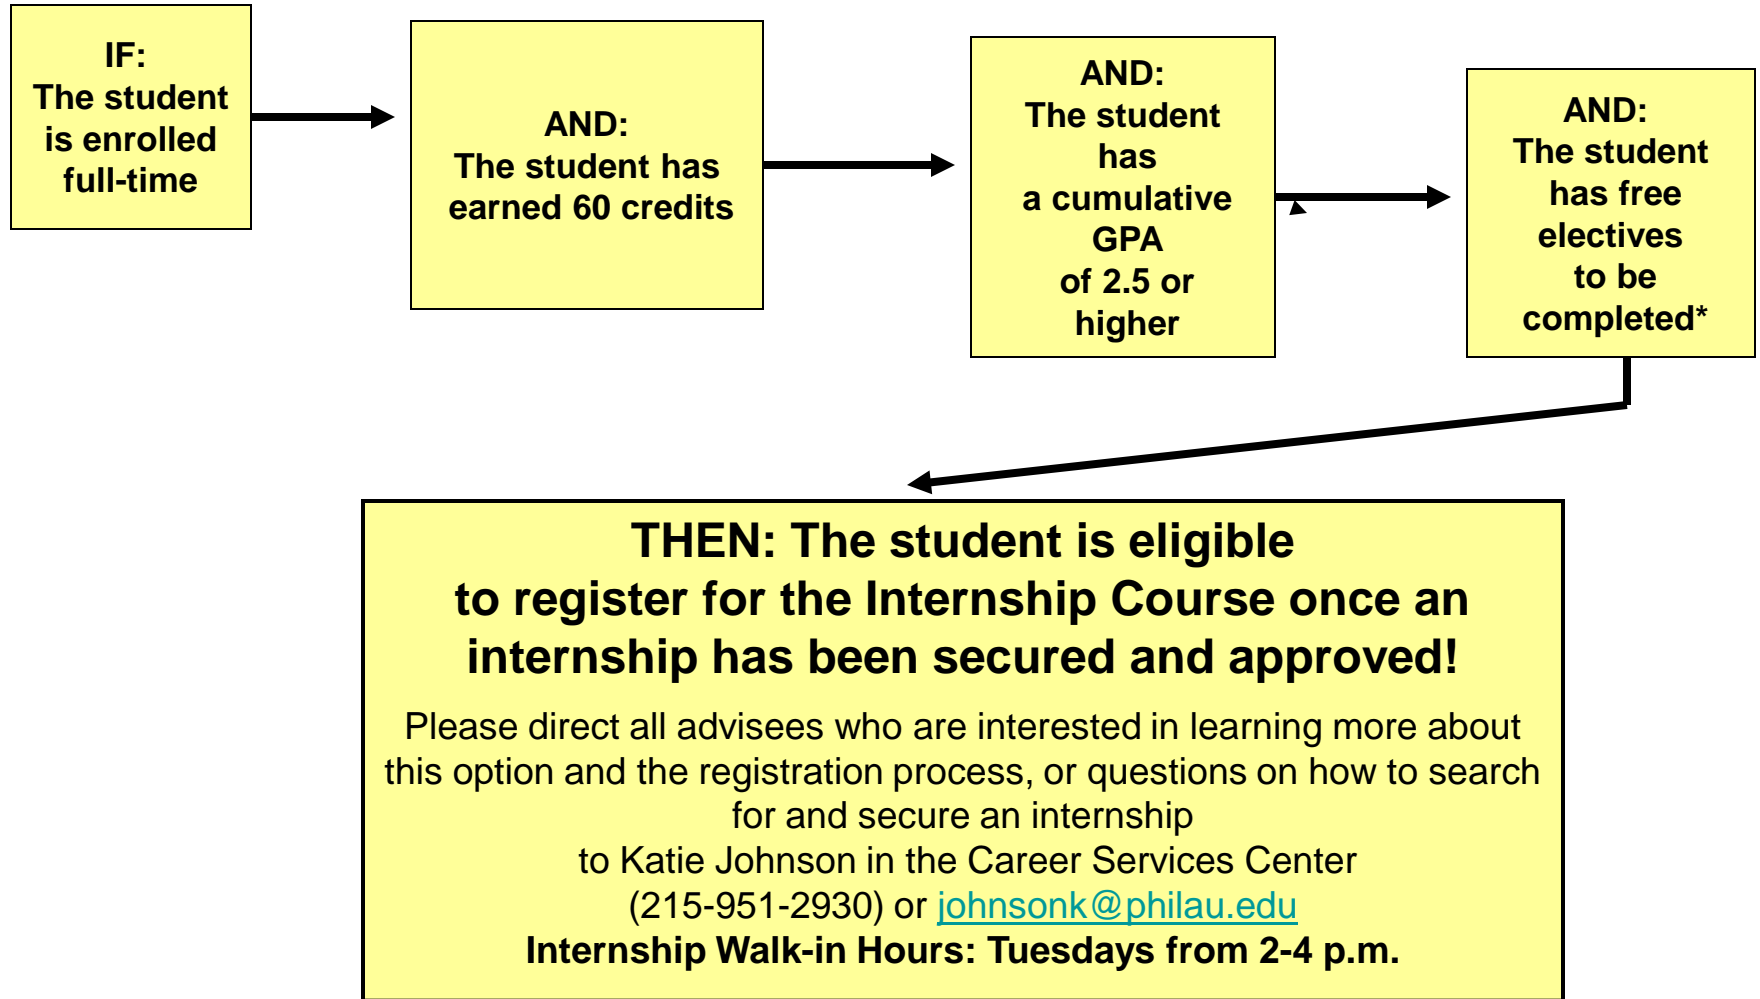 IF:
The student
is enrolled
full-time
AND:
The student has
earned 60 credits
AND:
The student
has
a cumulative
GPA
of 2.5 or
higher
AND:
The student
has free
electives
to be
completed*
THEN: The student is eligible
to register for the Internship Course once an
internship has been secured and approved!
Please direct all advisees who are interested in learning more about
this option and the registration process, or questions on how to search
for and secure an internship
to Katie Johnson in the Career Services Center
(215-951-2930) or johnsonk@philau.edu
Internship Walk-in Hours: Tuesdays from 2-4 p.m.